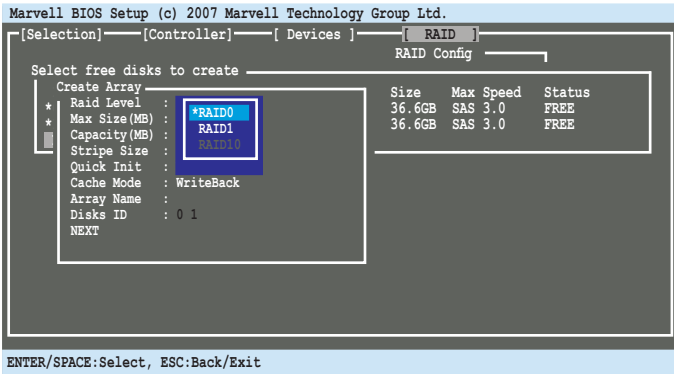 Marvell BIOS Setup (c) 2007 Marvell Technology Group Ltd.
[Selection] [Controller] [ Devices ] [ RAID ]
RAID Config
Select free disks to create
Create Array
Size Max Speed Status
* Raid Level : *RAID0 36.6GB SAS 3.0 FREE
* Max Size(MB) : RAID1 36.6GB SAS 3.0 FREE
Capacity(MB) : RAID10
Stripe Size :
Quick Init :
Cache Mode : WriteBack
Array Name :
Disks ID : 0 1
NEXT
ENTER/SPACE:Select, ESC:Back/Exit